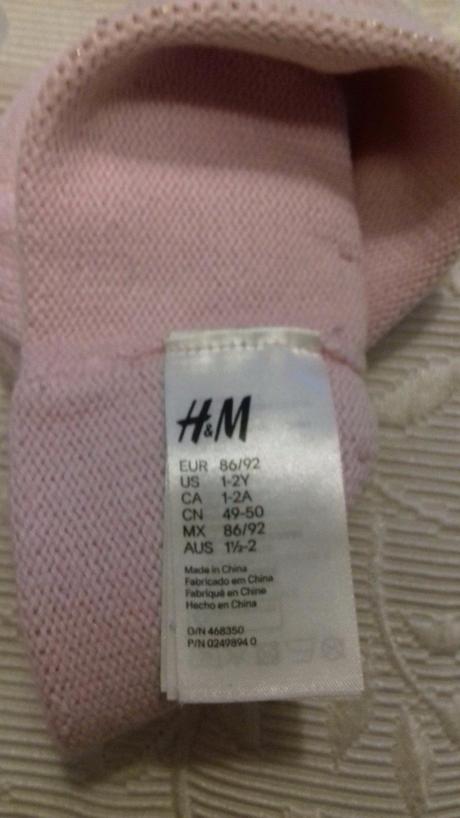 H&M
EUR 86/92
US 1-2Y
CA 1-2A
CN 49-50
MX 86/92
AUS 1½-2
Made in China
Fabricado em China
Fabriqué en Chine
Hecho en China
O/N 468350
P/N 0249894 0